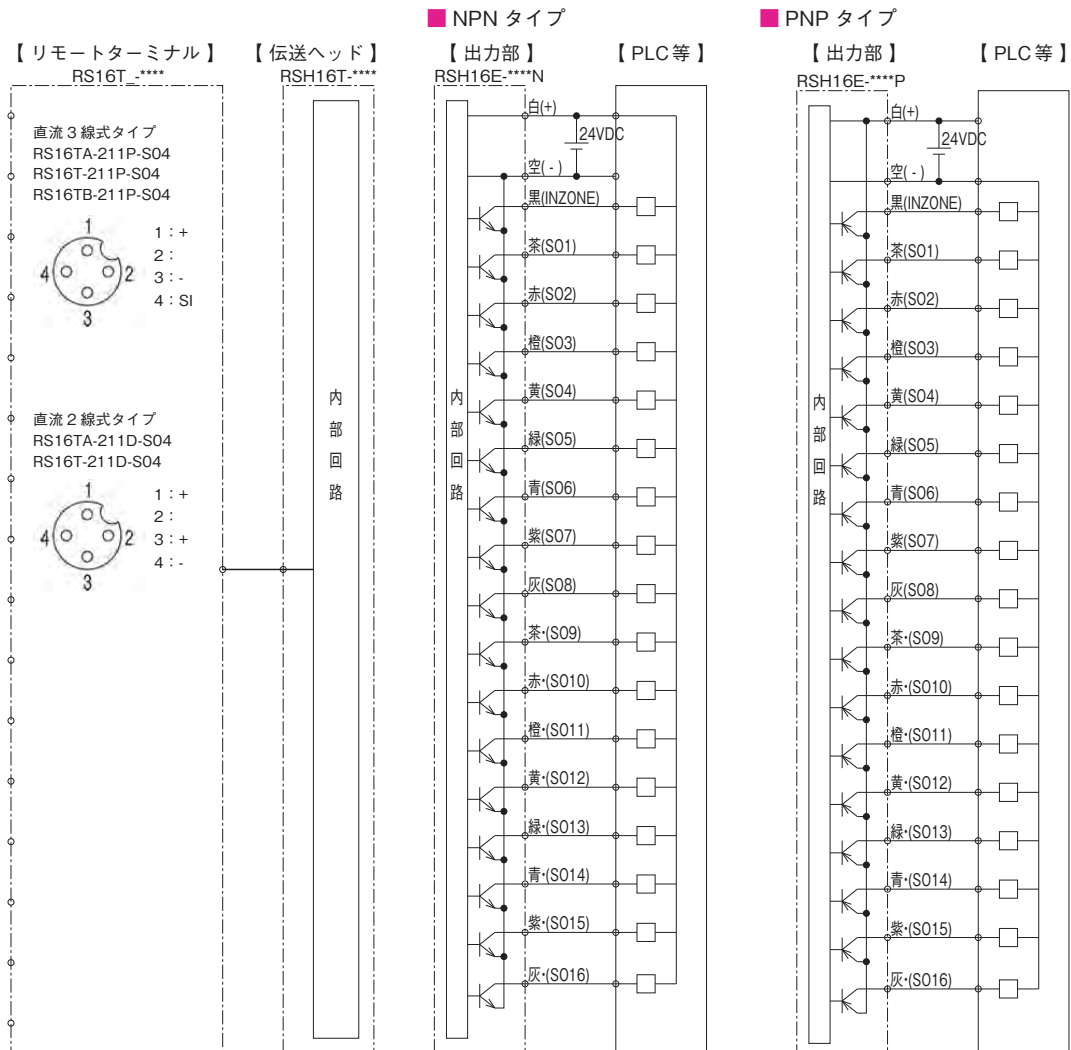 ■ NPN タイプ
■ PNP タイプ
【 リモートターミナル 】
RS16T_-****
【 伝送ヘッド 】
RSH16T-****
【 出力部 】
RSH16E-****N
【 PLC等 】
【 出力部 】
RSH16E-****P
【 PLC等 】
直流3線式タイプ
RS16TA-211P-S04
RS16T-211P-S04
RS16TB-211P-S04
1
4
2
3
1：+
2：
3：-
4：SI
直流2線式タイプ
RS16TA-211D-S04
RS16T-211D-S04
1
4
2
3
1：+
2：
3：+
4：-
内部回路
内部回路
白(+)
24VDC
空( - )
黒(INZONE)
茶(SO1)
赤(SO2)
橙(SO3)
黄(SO4)
緑(SO5)
青(SO6)
紫(SO7)
灰(SO8)
茶・(SO9)
赤・(SO10)
橙・(SO11)
黄・(SO12)
緑・(SO13)
青・(SO14)
紫・(SO15)
灰・(SO16)
内部回路
白(+)
24VDC
空( - )
黒(INZONE)
茶(SO1)
赤(SO2)
橙(SO3)
黄(SO4)
緑(SO5)
青(SO6)
紫(SO7)
灰(SO8)
茶・(SO9)
赤・(SO10)
橙・(SO11)
黄・(SO12)
緑・(SO13)
青・(SO14)
紫・(SO15)
灰・(SO16)